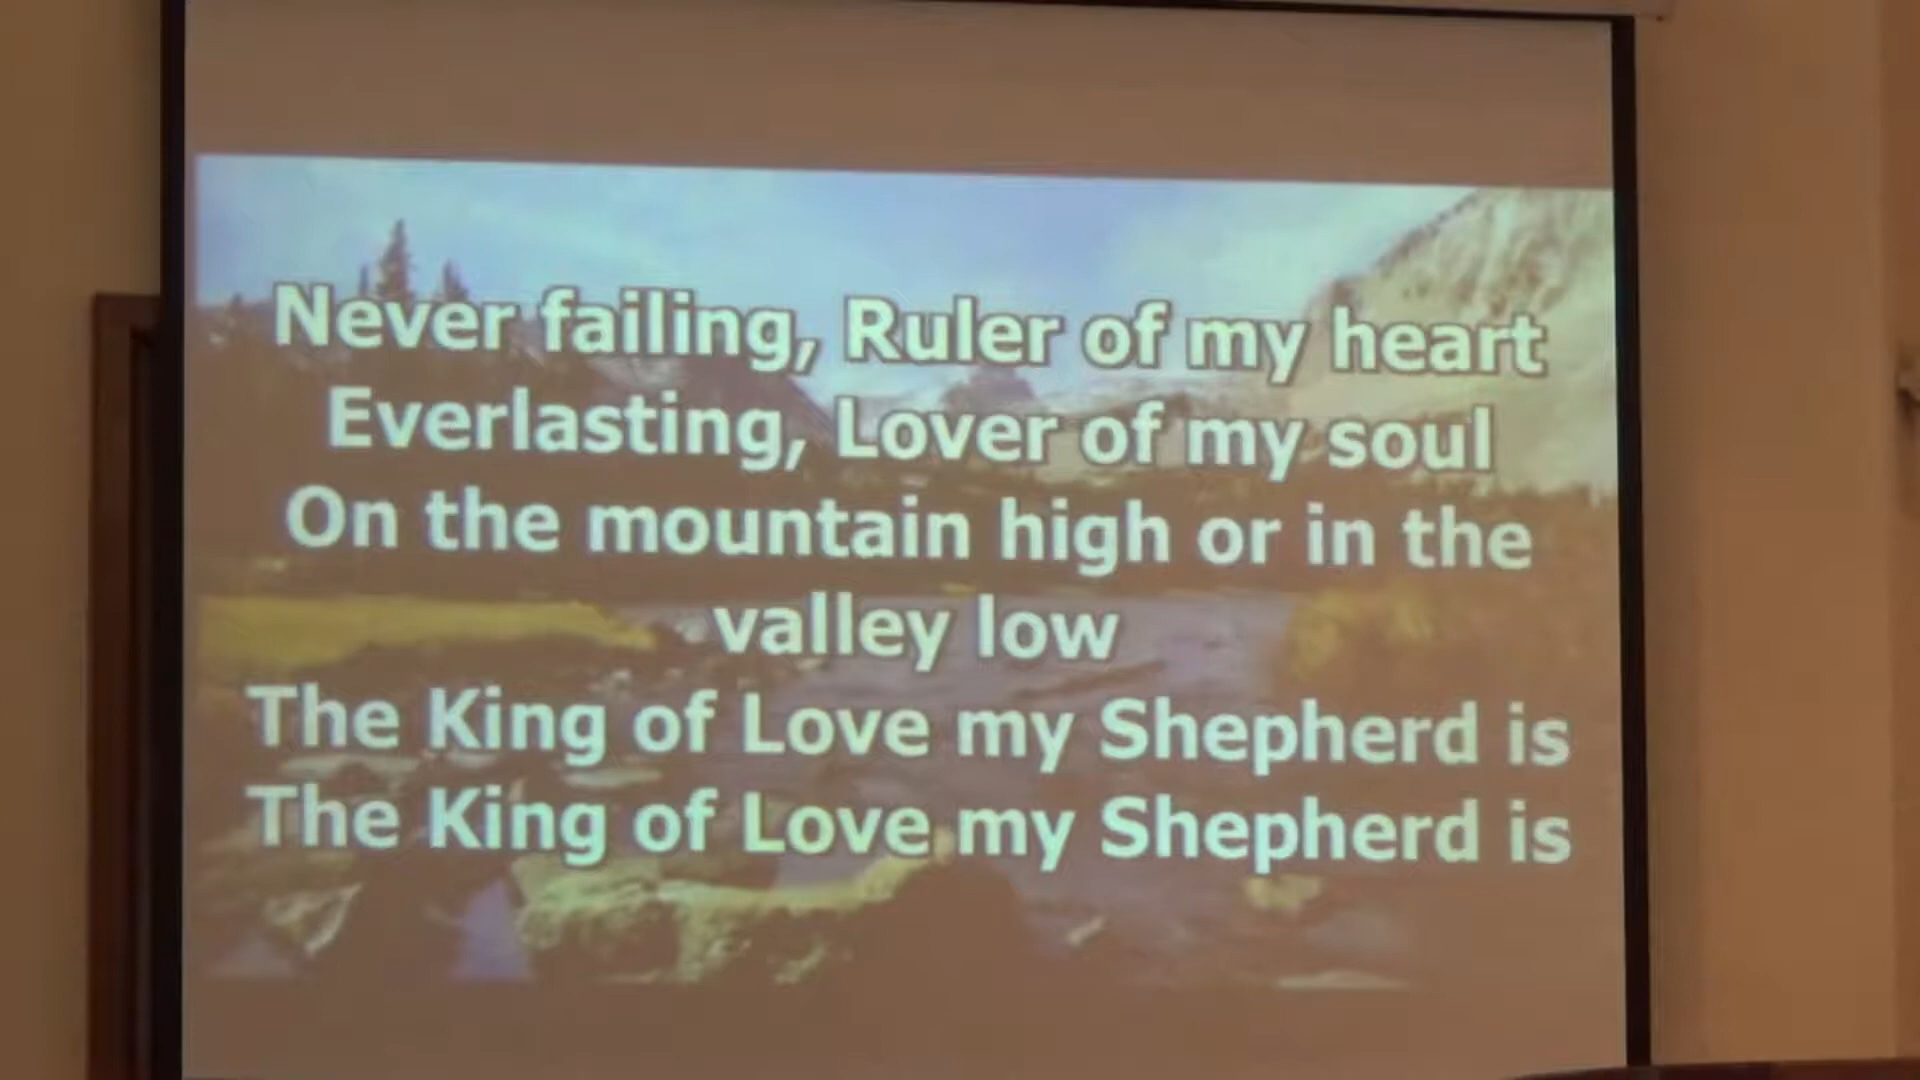 Never failing, Ruler of my heart
Everlasting, Lover of my soul
On the mountain high or in the
valley low
The King of Love my Shepherd is
The King of Love my Shepherd is